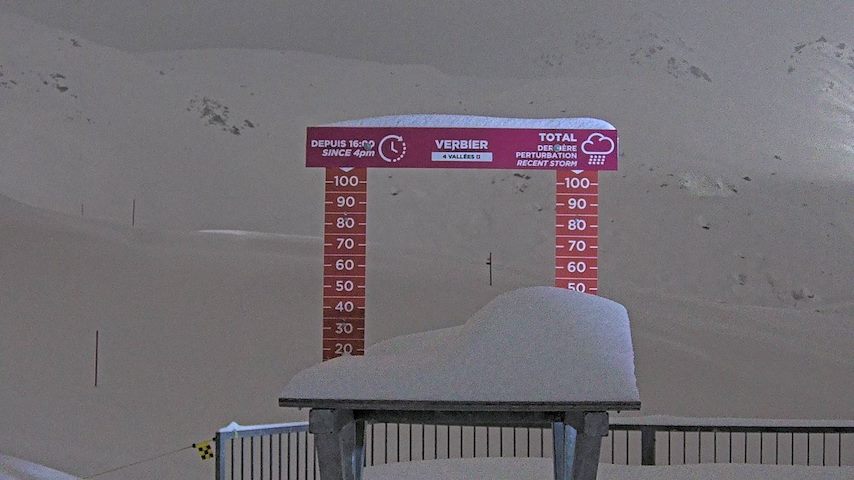 DEPUIS 16:00
SINCE 4pm
VERBIER
4 VALLÉES
TOTAL
DERNIÈRE
PERTURBATION
RECENT STORM
100
90
80
70
60
50
40
30
20
100
90
80
70
60
50